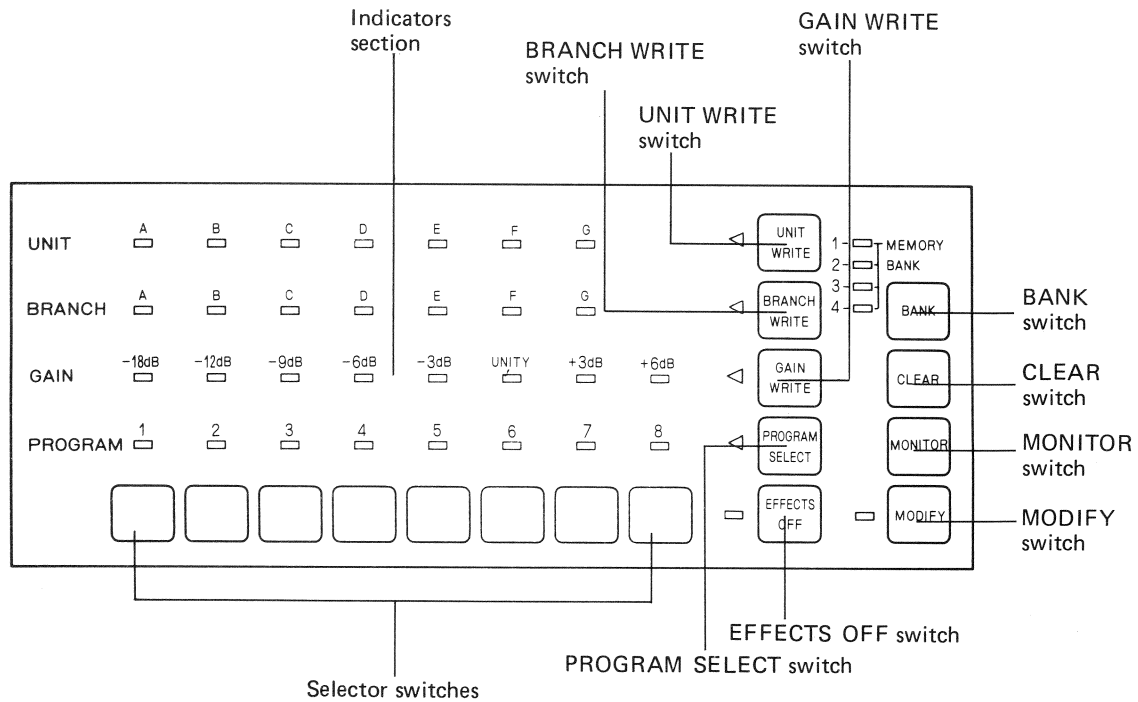 Indicators
section
GAIN WRITE
switch
BRANCH WRITE
switch
UNIT WRITE
switch
UNIT A B C D E F G
UNIT
WRITE
1 MEMORY
2 BANK
3
4
BRANCH A B C D E F G
BRANCH
WRITE
BANK
BANK
switch
GAIN -18dB -12dB -9dB -6dB -3dB UNITY +3dB +6dB
GAIN
WRITE
CLEAR
CLEAR
switch
PROGRAM 1 2 3 4 5 6 7 8
PROGRAM
SELECT
MONITOR
MONITOR
switch
EFFECTS
OFF
MODIFY
MODIFY
switch
EFFECTS OFF switch
PROGRAM SELECT switch
Selector switches